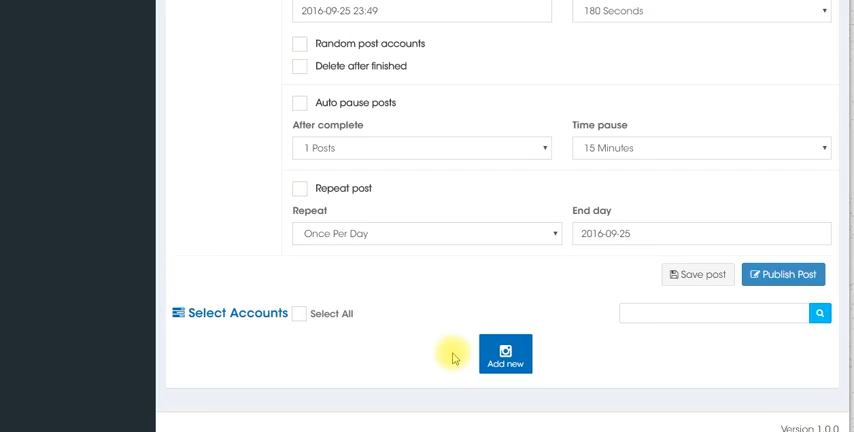 2016-09-25 23:49 180 Seconds
Random post accounts
Delete after finished
Auto pause posts
After complete Time pause
1 Posts 15 Minutes
Repeat post
Repeat End day
Once Per Day 2016-09-25
Save post Publish Post
Select Accounts Select All
Add new
Version 1.0.0